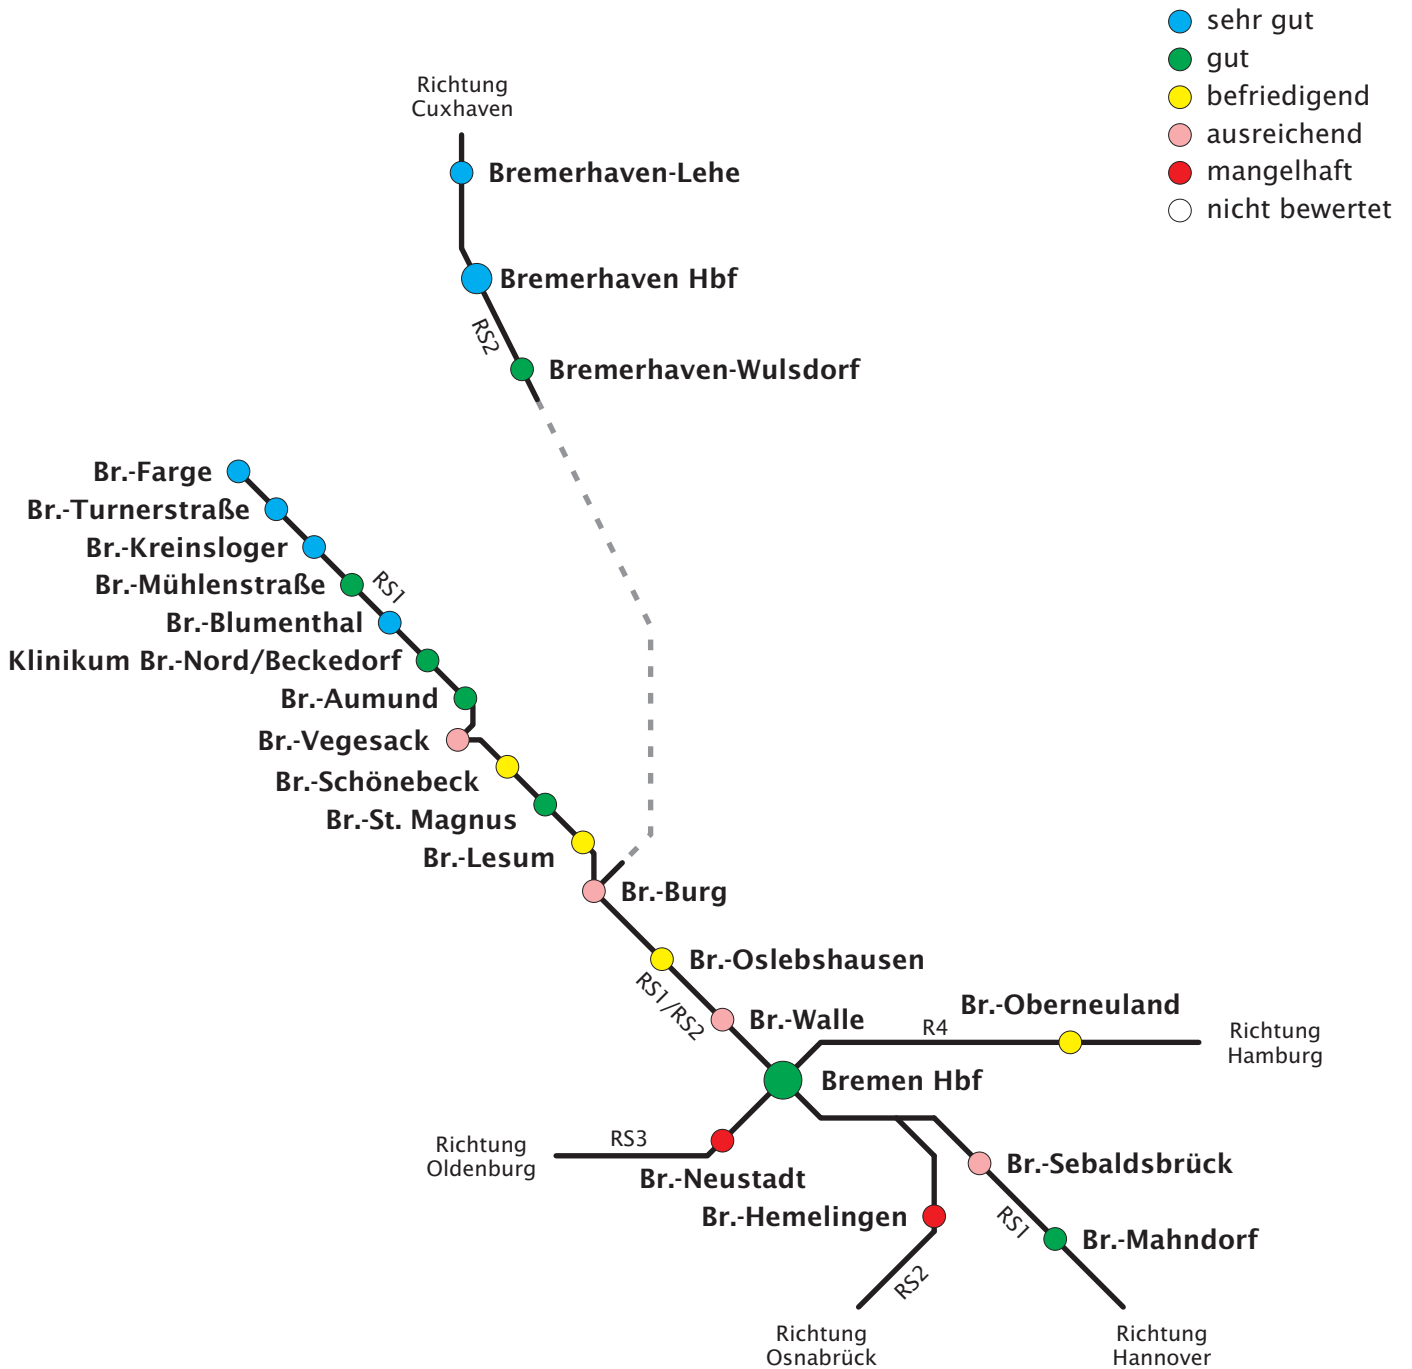 sehr gut
gut
befriedigend
ausreichend
mangelhaft
nicht bewertet
Richtung
Cuxhaven
Bremerhaven-Lehe
Bremerhaven Hbf
RS2
Bremerhaven-Wulsdorf
Br.-Farge
Br.-Turnerstraße
Br.-Kreinsloger
Br.-Mühlenstraße
RS1
Br.-Blumenthal
Klinikum Br.-Nord/Beckedorf
Br.-Aumund
Br.-Vegesack
Br.-Schönebeck
Br.-St. Magnus
Br.-Lesum
Br.-Burg
Br.-Oslebshausen
RS1/RS2
Br.-Walle
Br.-Oberneuland
R4
Richtung
Hamburg
Bremen Hbf
RS3
Richtung
Oldenburg
Br.-Neustadt
Br.-Sebaldsbrück
Br.-Hemelingen
RS1
Br.-Mahndorf
RS2
Richtung
Osnabrück
Richtung
Hannover